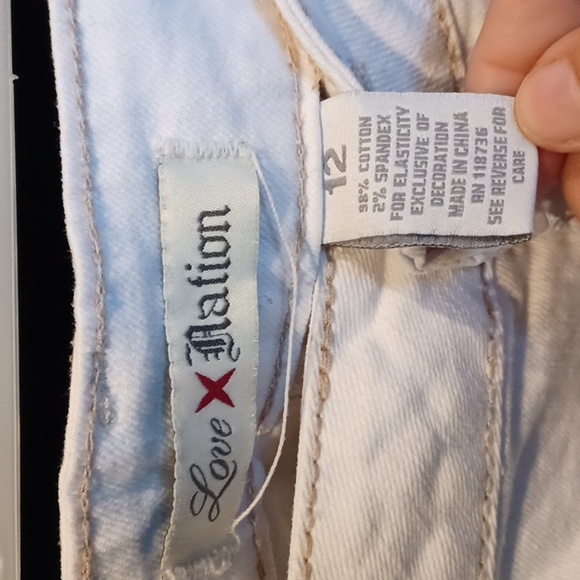 Love X Nation
12
98% COTTON
2% SPANDEX
FOR ELASTICITY
EXCLUSIVE OF
DECORATION
MADE IN CHINA
RN 118736
SEE REVERSE FOR
CARE